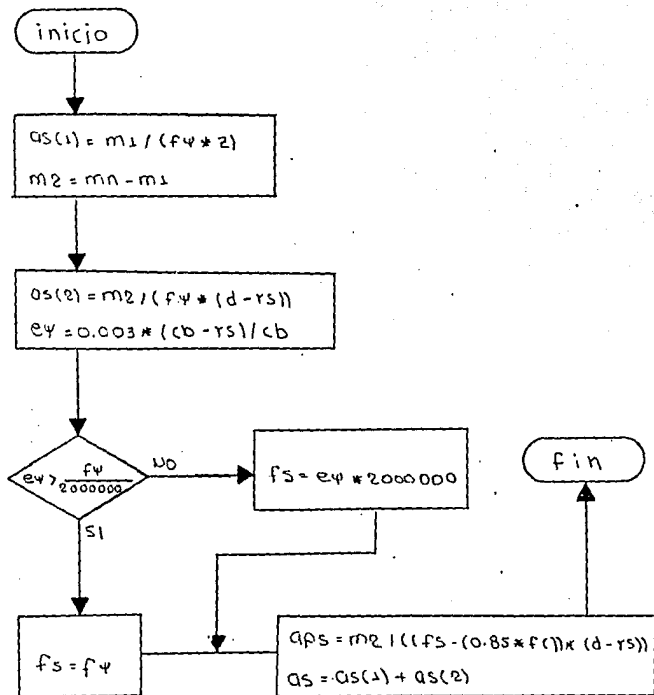 inicio
as(1) = m1 / (fy * z)
m2 = mn - m1
as(2) = m2 / (fy * (d - rs))
ey = 0.003 * (cb - rs) / cb
ey > fy
2000000
NO
fs = ey * 2000000
fin
SI
fs = fy
aps = m2 / ((fs - (0.85 * f()) * (d - rs))
as = as(1) + as(2)